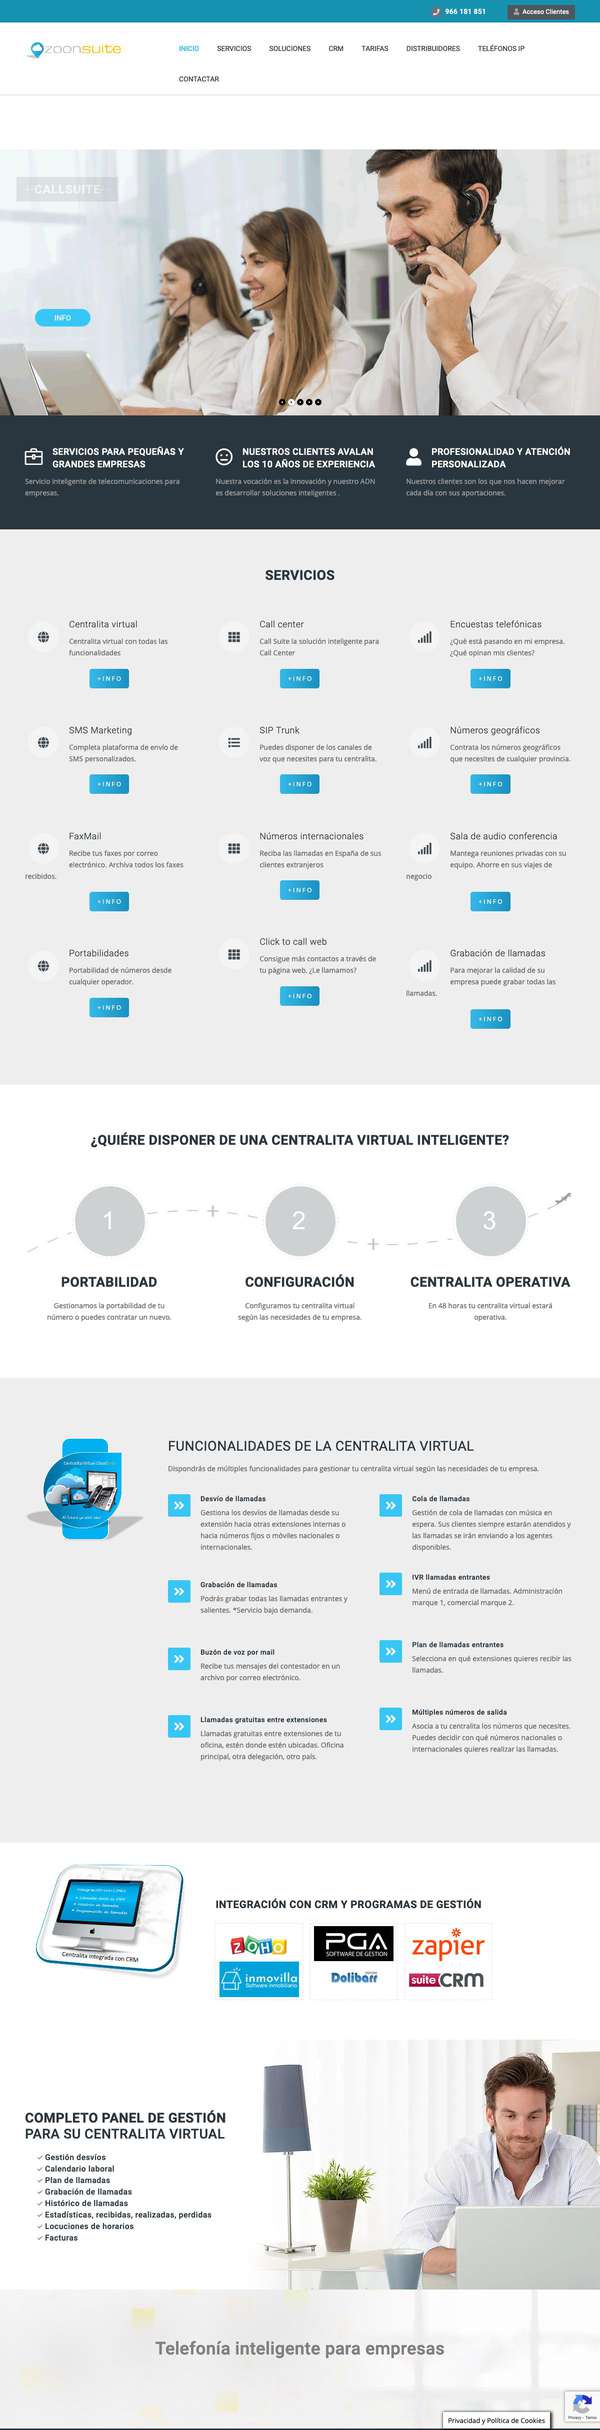 966 181 851
Acceso Clientes
zoonsuite
INICIO
SERVICIOS
SOLUCIONES
CRM
TARIFAS
DISTRIBUIDORES
TELÉFONOS IP
CONTACTAR
CALLSUITE
INFO
SERVICIOS PARA PEQUEÑAS Y
GRANDES EMPRESAS
Servicio inteligente de telecomunicaciones para
empresas.
NUESTROS CLIENTES AVALAN
LOS 10 AÑOS DE EXPERIENCIA
Nuestra vocación es la innovación y nuestro ADN
es desarrollar soluciones inteligentes .
PROFESIONALIDAD Y ATENCIÓN
PERSONALIZADA
Nuestros clientes son los que nos hacen mejorar
cada día con sus aportaciones.
SERVICIOS
Centralita virtual
Centralita virtual con todas las
funcionalidades
+INFO
Call center
Call Suite la solución inteligente para
Call Center
+INFO
Encuestas telefónicas
¿Qué está pasando en mi empresa.
¿Qué opinan mis clientes?
+INFO
SMS Marketing
Completa plataforma de envío de
SMS personalizados.
+INFO
SIP Trunk
Puedes disponer de los canales de
voz que necesites para tu centralita.
+INFO
Números geográficos
Contrata los números geográficos
que necesites de cualquier provincia.
+INFO
FaxMail
Recibe tus faxes por correo
electrónico. Archiva todos los faxes
recibidos.
+INFO
Números internacionales
Reciba las llamadas en España de sus
clientes extranjeros
+INFO
Sala de audio conferencia
Mantega reuniones privadas con su
equipo. Ahorre en sus viajes de
negocio
+INFO
Portabilidades
Portabilidad de números desde
cualquier operador.
+INFO
Click to call web
Consigue más contactos a través de
tu página web. ¿Le llamamos?
+INFO
Grabación de llamadas
Para mejorar la calidad de su
empresa puede grabar todas las
llamadas.
+INFO
¿QUIÉRE DISPONER DE UNA CENTRALITA VIRTUAL INTELIGENTE?
1
2
3
PORTABILIDAD
Gestionamos la portabilidad de tu
número o puedes contratar un nuevo.
CONFIGURACIÓN
Configuramos tu centralita virtual
según las necesidades de tu empresa.
CENTRALITA OPERATIVA
En 48 horas tu centralita virtual estará
operativa.
FUNCIONALIDADES DE LA CENTRALITA VIRTUAL
Dispondrás de múltiples funcionalidades para gestionar tu centralita virtual según las necesidades de tu empresa.
Desvío de llamadas
Gestiona los desvíos de llamadas desde su
extensión hacia otras extensiones internas o
hacia números fijos o móviles nacionales o
internacionales.
Cola de llamadas
Gestión de cola de llamadas con música en
espera. Sus clientes siempre estarán atendidos y
las llamadas se irán enviando a los agentes
disponibles.
Grabación de llamadas
Podrás grabar todas las llamadas entrantes y
salientes. *Servicio bajo demanda.
IVR llamadas entrantes
Menú de entrada de llamadas. Administración
marque 1, comercial marque 2.
Buzón de voz por mail
Recibe tus mensajes del contestador en un
archivo por correo electrónico.
Plan de llamadas entrantes
Selecciona en qué extensiones quieres recibir las
llamadas.
Llamadas gratuitas entre extensiones
Llamadas gratuitas entre extensiones de tu
oficina, estén donde estén ubicadas. Oficina
principal, otra delegación, otro país.
Múltiples números de salida
Asocia a tu centralita los números que necesites.
Puedes decidir con qué números nacionales o
internacionales quieres realizar las llamadas.
Centralita integrada con CRM
INTEGRACIÓN CON CRM Y PROGRAMAS DE GESTIÓN
ZOHO
PGA
SOFTWARE DE GESTION
zapier
inmovilla
Software inmobiliario
Dolibarr
suiteCRM
COMPLETO PANEL DE GESTIÓN
PARA SU CENTRALITA VIRTUAL
Gestión desvíos
Calendario laboral
Plan de llamadas
Grabación de llamadas
Histórico de llamadas
Estadísticas, recibidas, realizadas, perdidas
Locuciones de horarios
Facturas
Telefonía inteligente para empresas
Privacidad y Política de Cookies
Privacy - Terms